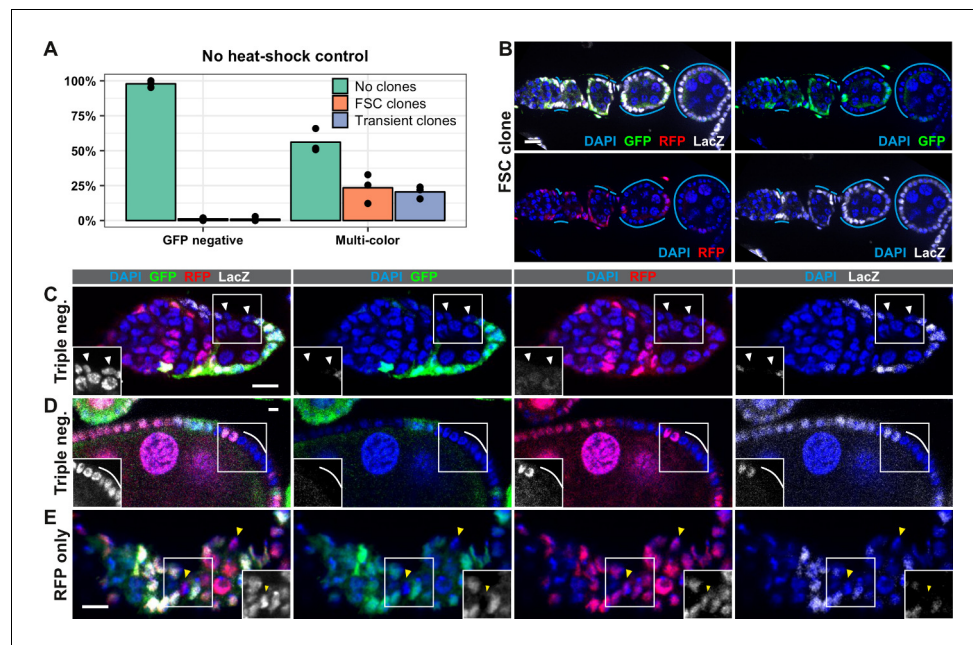 A
No heat-shock control
100%
75%
50%
25%
0%
No clones
FSC clones
Transient clones
GFP negative
Multi-color
B
FSC clone
DAPI GFP RFP LacZ
DAPI GFP
DAPI RFP
DAPI LacZ
DAPI GFP RFP LacZ
DAPI GFP
DAPI RFP
DAPI LacZ
C
Triple neg.
D
Triple neg.
E
RFP only